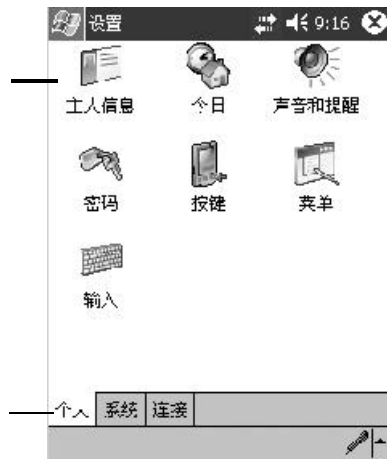 设置 9:16
主人信息 今日 声音和提醒
密码 按键 菜单
输入
个人 系统 连接